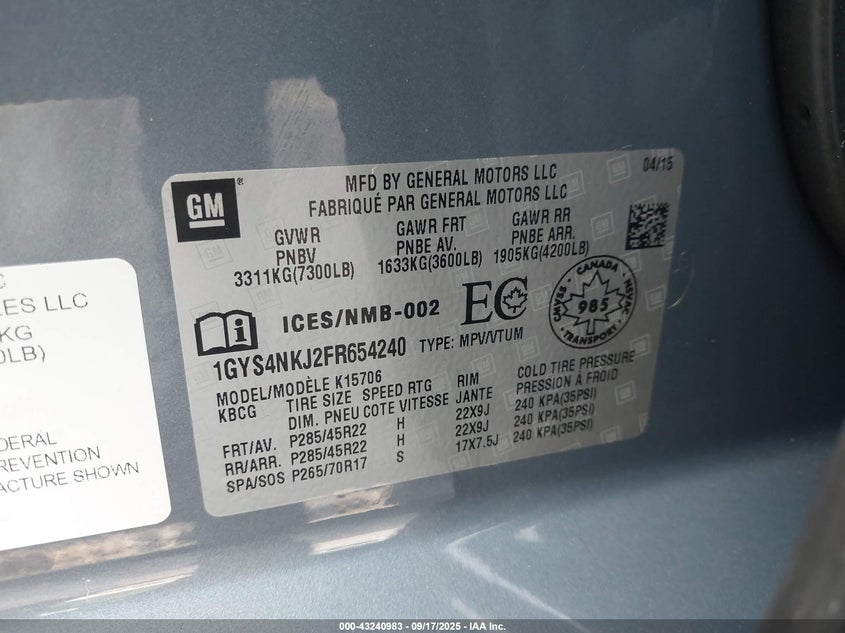 C
ES LLC
KG
0LB)
DERAL
REVENTION
ACTURE SHOWN
GM
MFD BY GENERAL MOTORS LLC
FABRIQUÉ PAR GENERAL MOTORS LLC
04/15
GVWR
PNBV
3311KG(7300LB)
GAWR FRT
PNBE AV.
1633KG(3600LB)
GAWR RR
PNBE ARR.
1905KG(4200LB)
ICES/NMB-002
EC
CANADA
CMVSS · NSVAC
985
TRANSPORT
1GYS4NKJ2FR654240 TYPE: MPV/VTUM
MODEL/MODÈLE K15706
KBCG TIRE SIZE SPEED RTG RIM COLD TIRE PRESSURE
DIM. PNEU COTE VITESSE JANTE PRESSION À FROID
FRT/AV. P285/45R22 H 22X9J 240 KPA(35PSI)
RR/ARR. P285/45R22 H 22X9J 240 KPA(35PSI)
SPA/SOS P265/70R17 S 17X7.5J 240 KPA(35PSI)
000-43240983 - 09/17/2025 - IAA Inc.